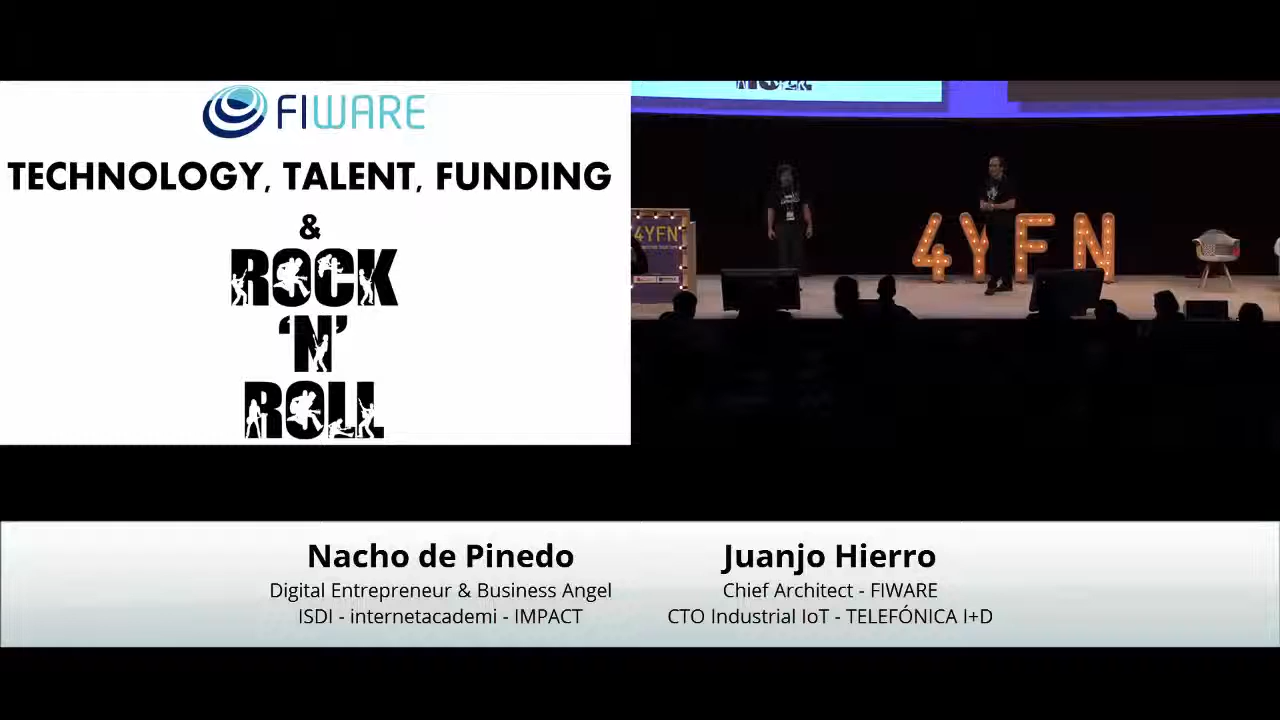 FIWARE
TECHNOLOGY, TALENT, FUNDING
&
ROCK
‘N’
ROLL
4YFN
4YFN
Nacho de Pinedo
Digital Entrepreneur & Business Angel
ISDI - internetacademi - IMPACT
Juanjo Hierro
Chief Architect - FIWARE
CTO Industrial IoT - TELEFÓNICA I+D